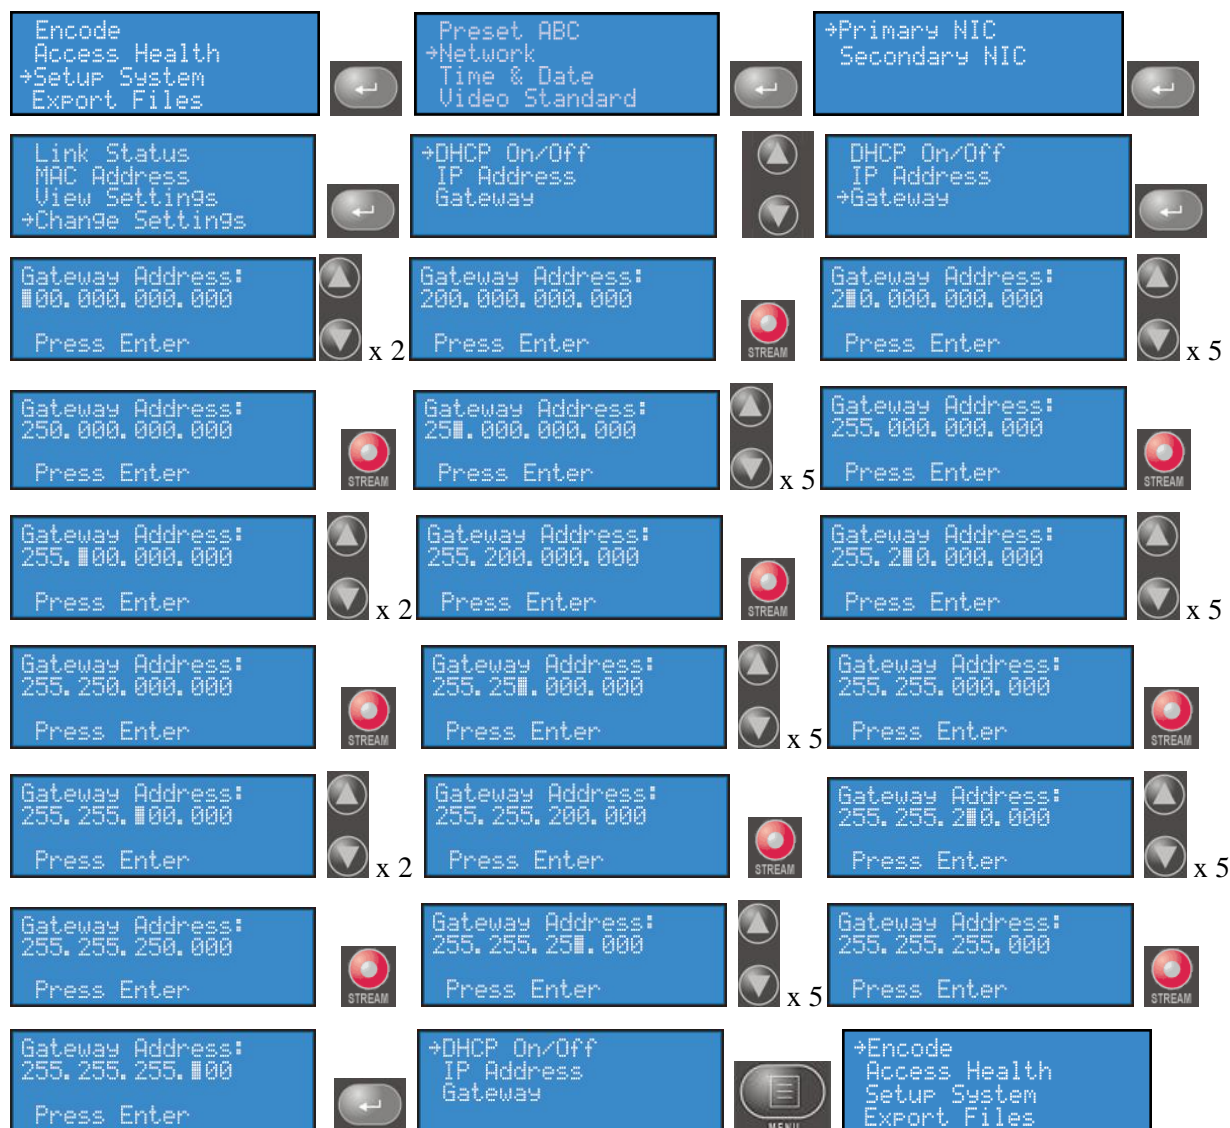 Encode
Access Health
→Setup System
Export Files
Preset ABC
→Network
Time & Date
Video Standard
→Primary NIC
Secondary NIC
Link Status
MAC Address
View Settings
→Change Settings
→DHCP On/Off
IP Address
Gateway
DHCP On/Off
IP Address
→Gateway
Gateway Address:
00.000.000.000
Press Enter
x 2
Gateway Address:
200.000.000.000
Press Enter
STREAM
Gateway Address:
2 0.000.000.000
Press Enter
x 5
Gateway Address:
250.000.000.000
Press Enter
STREAM
Gateway Address:
25 .000.000.000
Press Enter
x 5
Gateway Address:
255.000.000.000
Press Enter
STREAM
Gateway Address:
255. 00.000.000
Press Enter
x 2
Gateway Address:
255.200.000.000
Press Enter
STREAM
Gateway Address:
255.2 0.000.000
Press Enter
x 5
Gateway Address:
255.250.000.000
Press Enter
STREAM
Gateway Address:
255.25 .000.000
Press Enter
x 5
Gateway Address:
255.255.000.000
Press Enter
STREAM
Gateway Address:
255.255. 00.000
Press Enter
x 2
Gateway Address:
255.255.200.000
Press Enter
STREAM
Gateway Address:
255.255.2 0.000
Press Enter
x 5
Gateway Address:
255.255.250.000
Press Enter
STREAM
Gateway Address:
255.255.25 .000
Press Enter
x 5
Gateway Address:
255.255.255.000
Press Enter
STREAM
Gateway Address:
255.255.255. 00
Press Enter
→DHCP On/Off
IP Address
Gateway
MENU
→Encode
Access Health
Setup System
Export Files